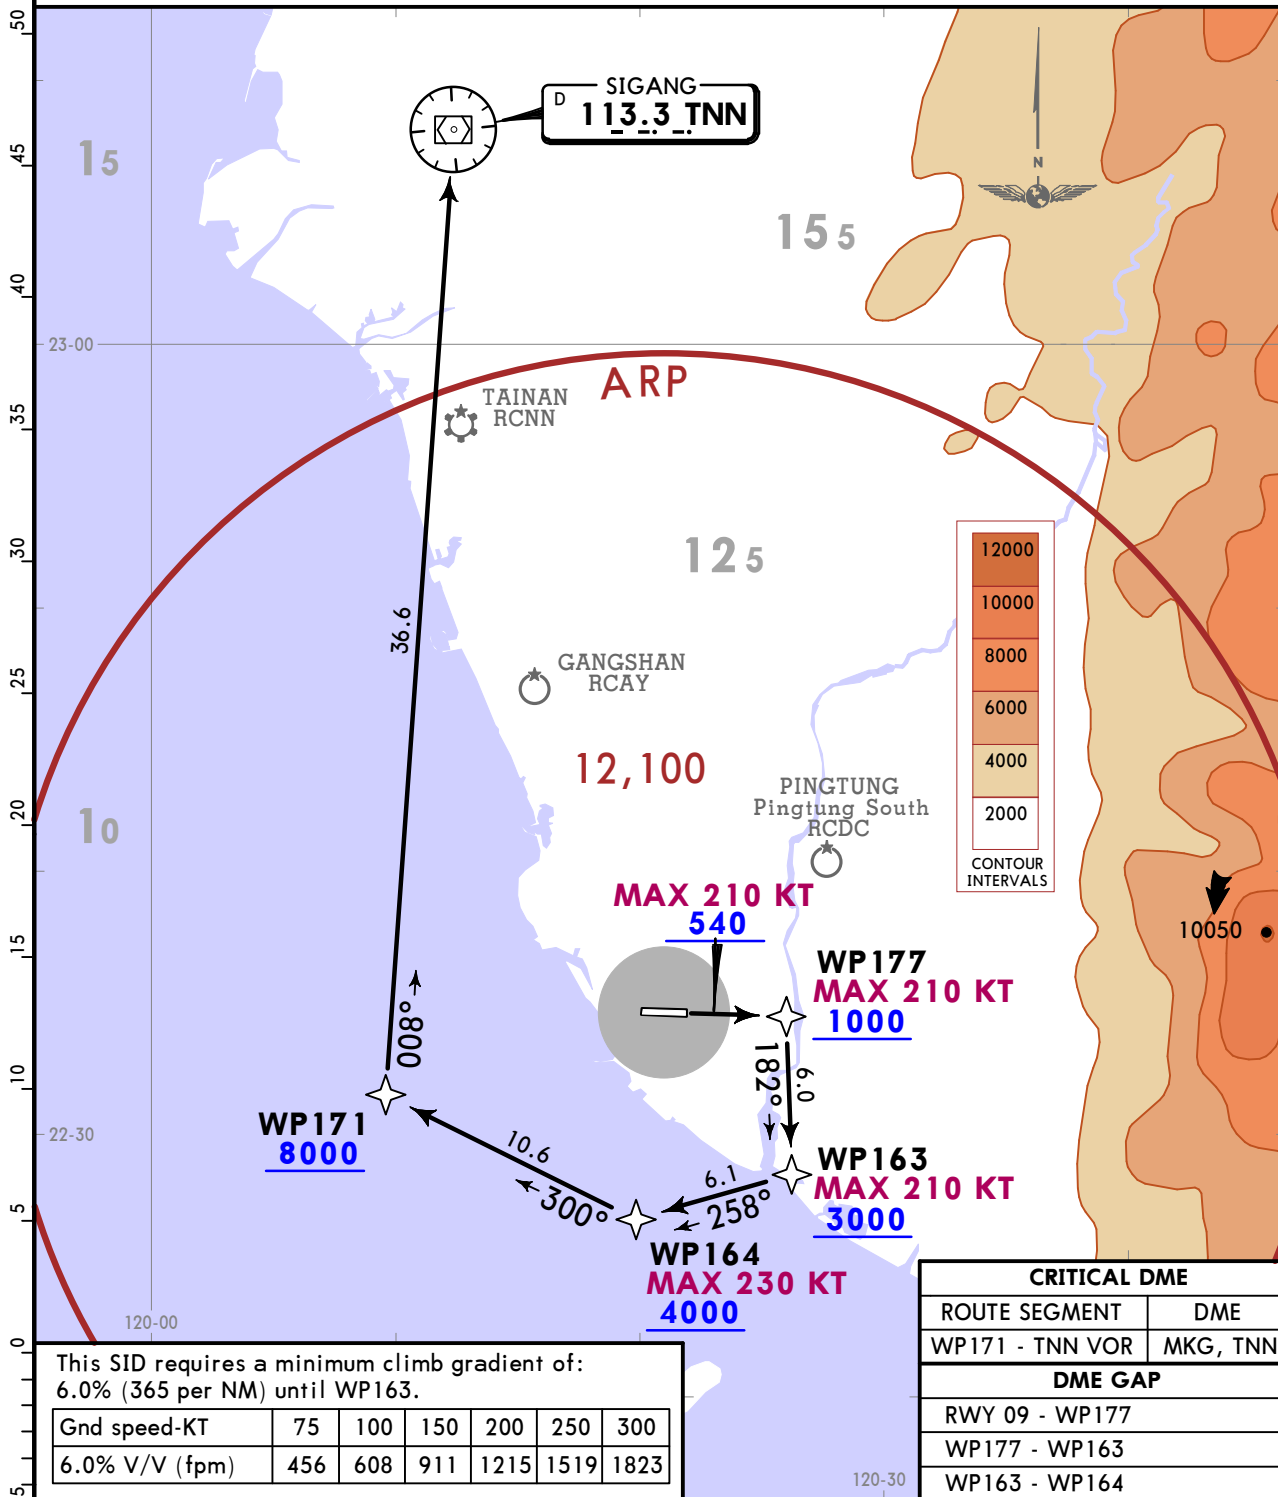 50
45
40
35
30
25
20
15
10
5
0
5
SIGANG
D 113.3 TNN
N
15
15 5
23-00
ARP
TAINAN
RCNN
12 5
12000
10000
8000
6000
4000
2000
CONTOUR
INTERVALS
36.6
GANGSHAN
RCAY
12,100
PINGTUNG
Pingtung South
RCDC
10
MAX 210 KT
540
10050
WP177
MAX 210 KT
1000
008°
182°
6.0
WP171
8000
22-30
10.6
300°
6.1
258°
WP163
MAX 210 KT
3000
WP164
MAX 230 KT
4000
120-00
120-30
This SID requires a minimum climb gradient of:
6.0% (365 per NM) until WP163.
Gnd speed-KT 75 100 150 200 250 300
6.0% V/V (fpm) 456 608 911 1215 1519 1823
CRITICAL DME
ROUTE SEGMENT DME
WP171 - TNN VOR MKG, TNN
DME GAP
RWY 09 - WP177
WP177 - WP163
WP163 - WP164